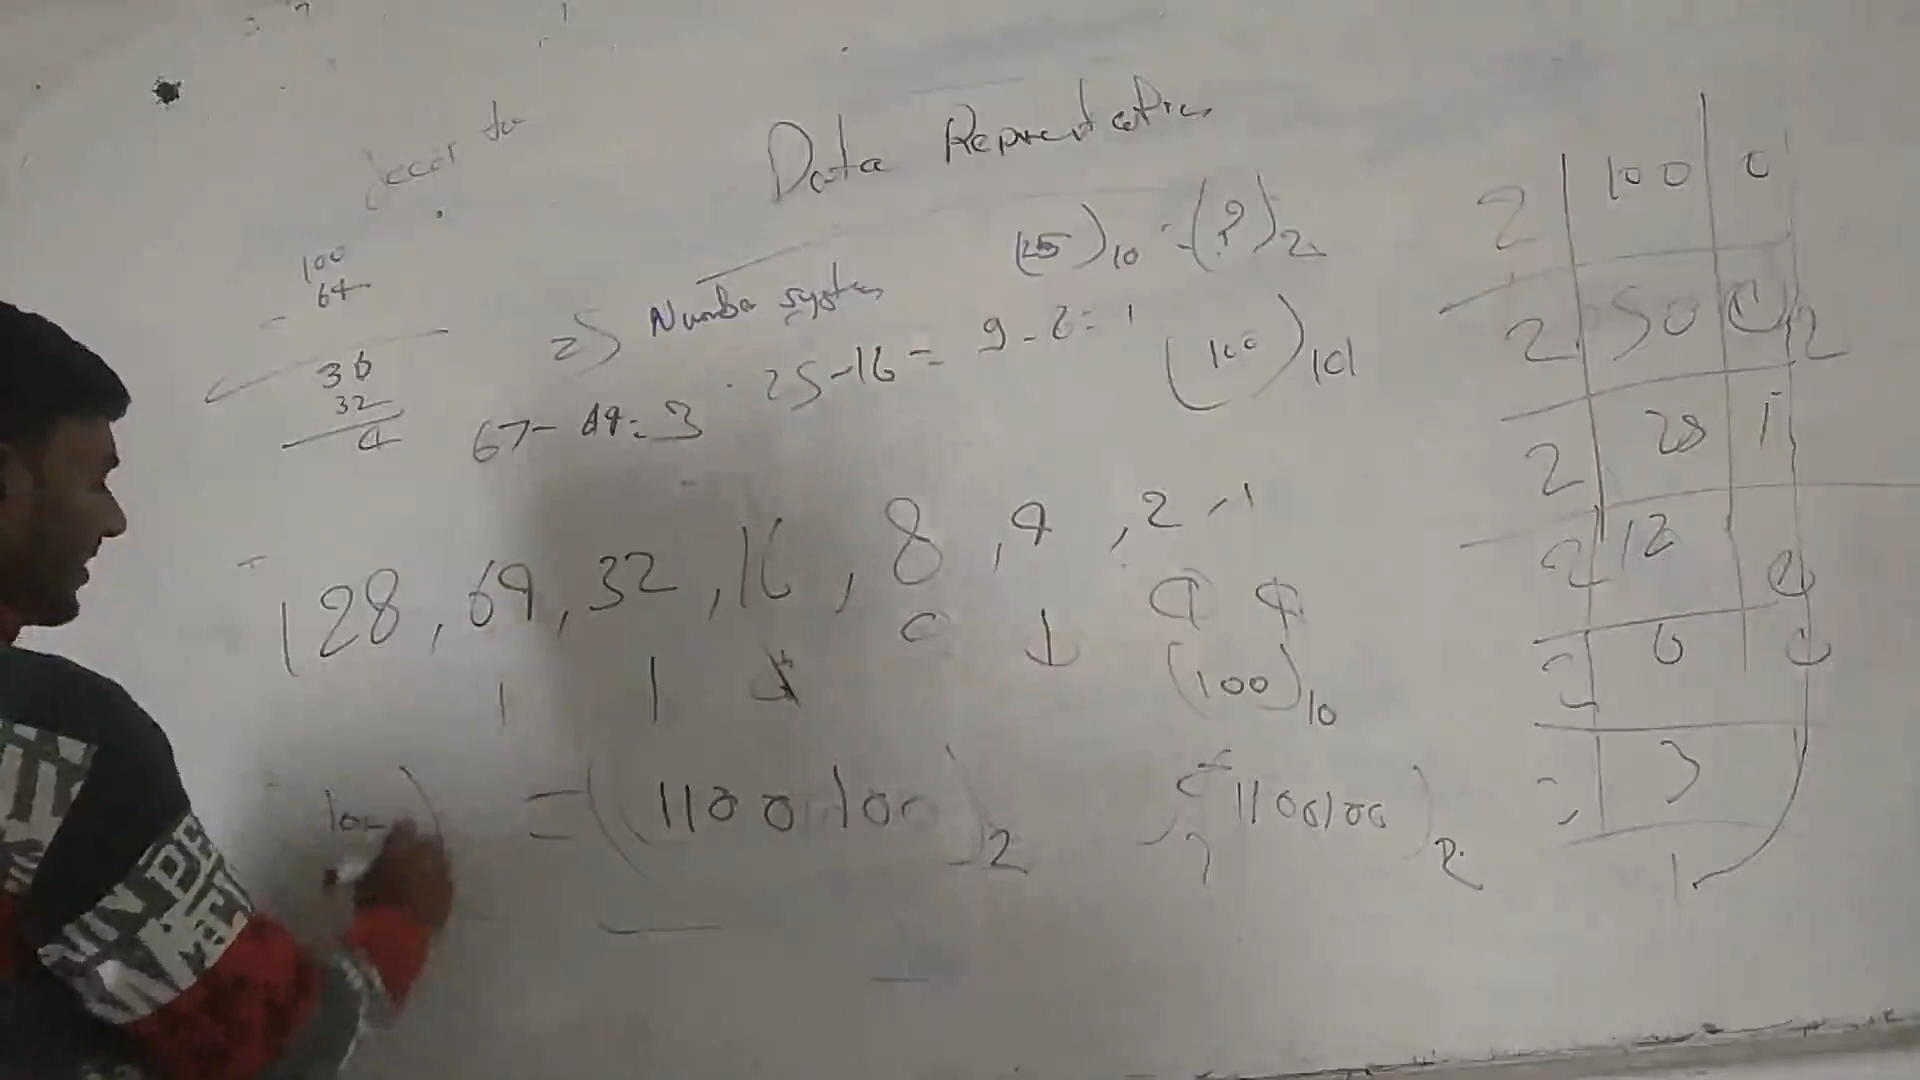 Data Representation
(25)10 = (?)2
=> Number system
100
64
36
32
4
67-64=3
25-16= 9-8=1
(100)10
128, 64, 32, 16, 8, 4, 2, 1
1 1 0 1 0 0
(100)10
= (1100100)2
1100100 2
2 100 0
2 50 0
2 25 1
2 12 0
2 6 0
2 3 1
1